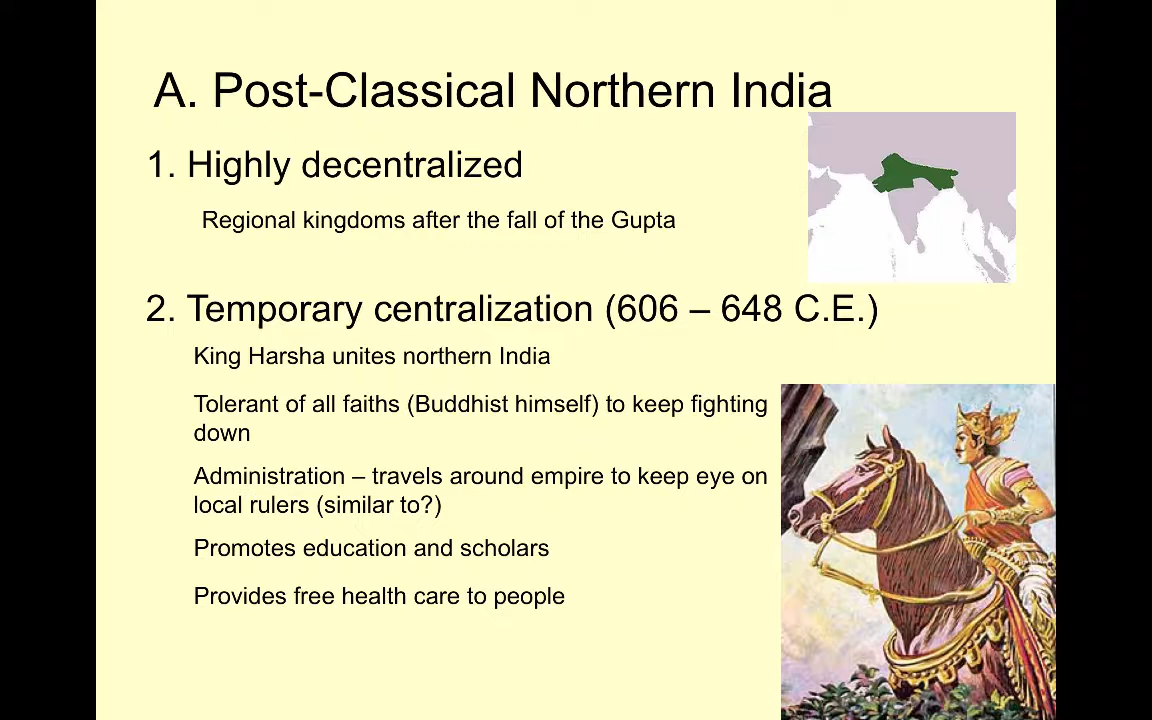 A. Post-Classical Northern India
1. Highly decentralized
Regional kingdoms after the fall of the Gupta
2. Temporary centralization (606 – 648 C.E.)
King Harsha unites northern India
Tolerant of all faiths (Buddhist himself) to keep fighting
down
Administration – travels around empire to keep eye on
local rulers (similar to?)
Promotes education and scholars
Provides free health care to people